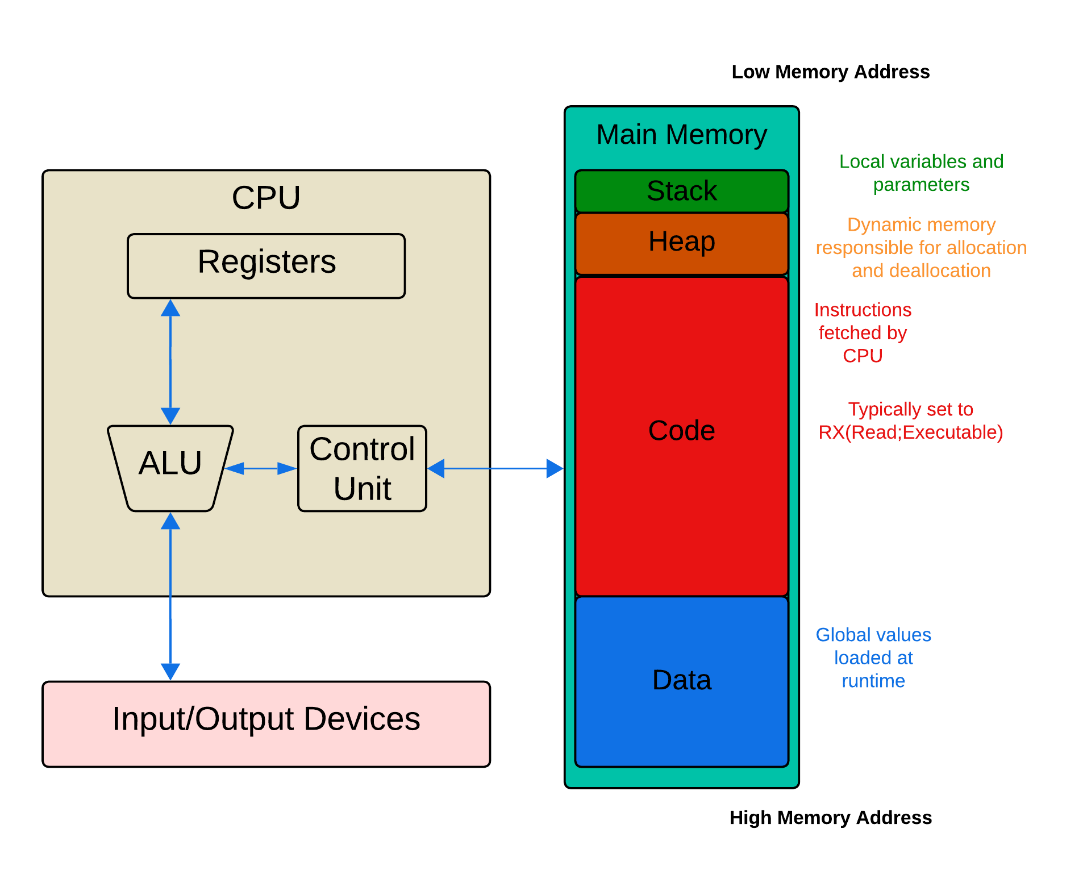 Low Memory Address
Main Memory
Stack
Local variables and
parameters
Heap
Dynamic memory
responsible for allocation
and deallocation
Code
Instructions
fetched by
CPU
Typically set to
RX(Read;Executable)
Data
Global values
loaded at
runtime
High Memory Address
CPU
Registers
ALU
Control
Unit
Input/Output Devices